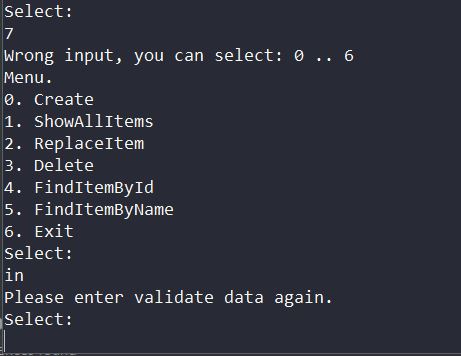 Select:
7
Wrong input, you can select: 0 .. 6
Menu.
0. Create
1. ShowAllItems
2. ReplaceItem
3. Delete
4. FindItemById
5. FindItemByName
6. Exit
Select:
in
Please enter validate data again.
Select: